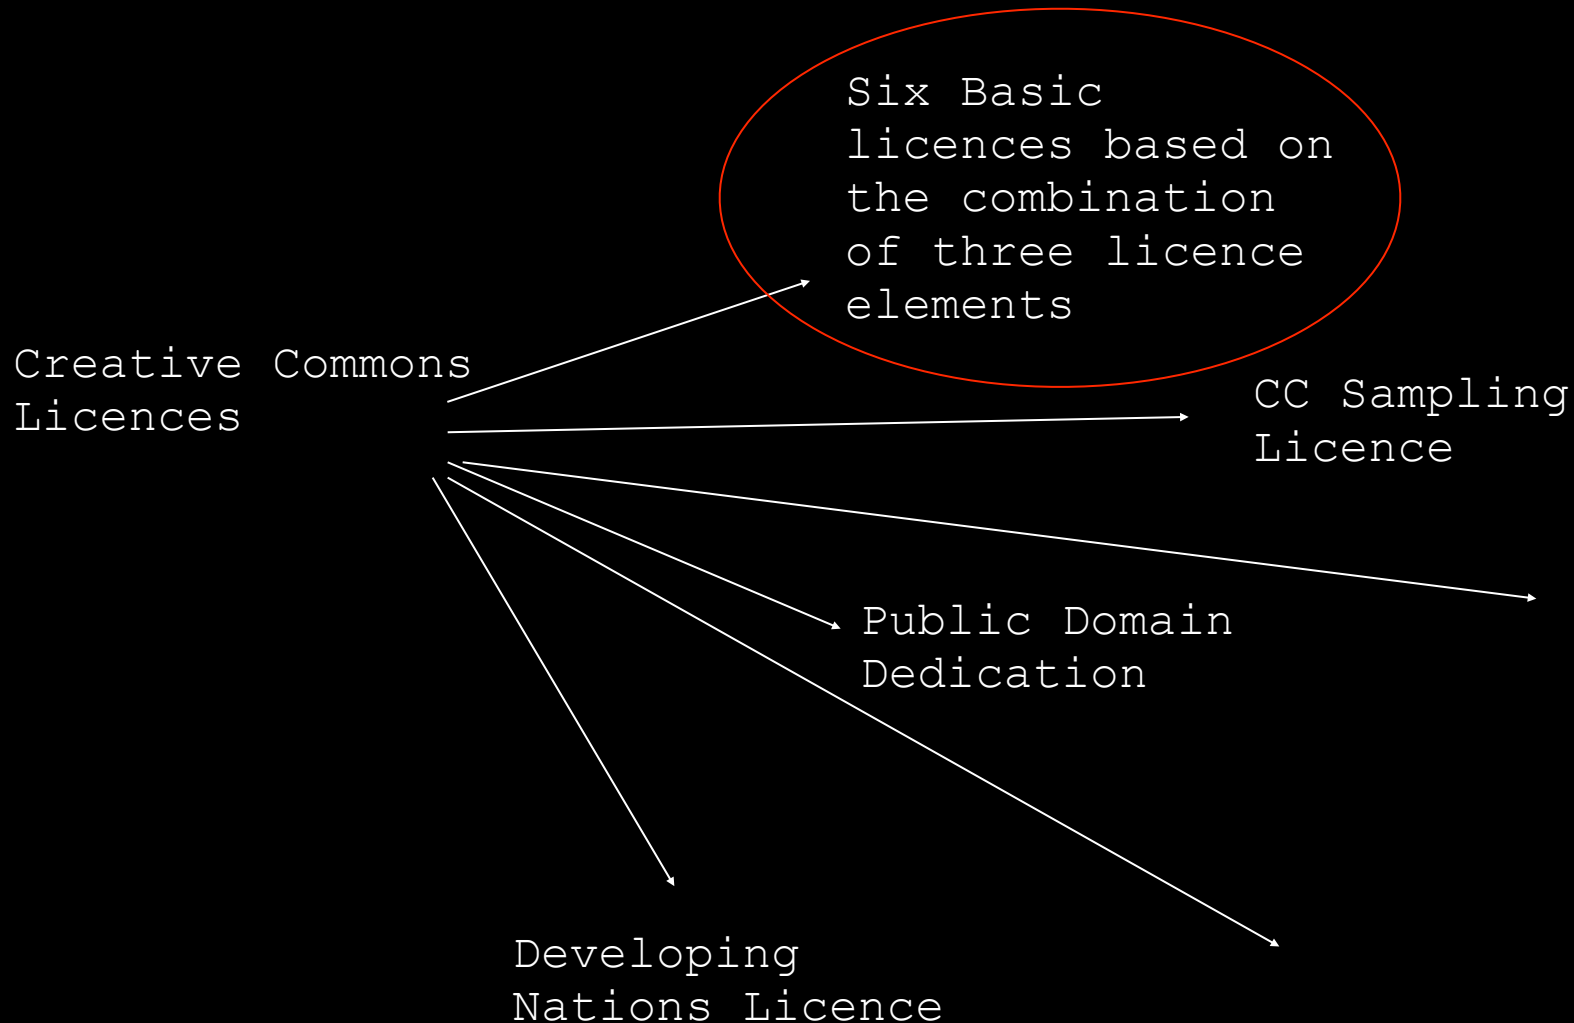 Six Basic
licences based on
the combination
of three licence
elements
Creative Commons
Licences
CC Sampling
Licence
Public Domain
Dedication
Developing
Nations Licence